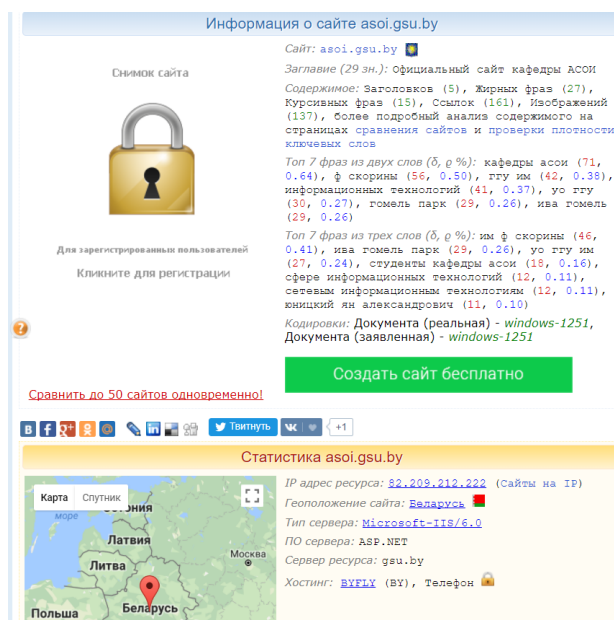 Информация о сайте asoi.gsu.by
Снимок сайта
Для зарегистрированных пользователей
Кликните для регистрации
Сравнить до 50 сайтов одновременно!
Сайт: asoi.gsu.by
Заглавие (29 зн.): Официальный сайт кафедры АСОИ
Содержимое: Заголовков (5), Жирных фраз (27),
Курсивных фраз (15), Ссылок (161), Изображений
(137), более подробный анализ содержимого на
страницах сравнения сайтов и проверки плотности
ключевых слов
Топ 7 фраз из двух слов (δ, ϱ %): кафедры асои (71,
0.64), ф скорины (56, 0.50), ггу им (42, 0.38),
информационных технологий (41, 0.37), уо ггу
(30, 0.27), гомель парк (29, 0.26), ива гомель
(29, 0.26)
Топ 7 фраз из трех слов (δ, ϱ %): им ф скорины (46,
0.41), ива гомель парк (29, 0.26), уо ггу им
(27, 0.24), студенты кафедры асои (18, 0.16),
сфере информационных технологий (12, 0.11),
сетевым информационным технологиям (12, 0.11),
юницкий ян александрович (11, 0.10)
Кодировки: Документа (реальная) - windows-1251,
Документа (заявленная) - windows-1251
Создать сайт бесплатно
Твитнуть
+1
Статистика asoi.gsu.by
Карта Спутник
море
Латвия
Москва
Литва
Беларусь
Польша
IP адрес ресурса: 82.209.212.222 (Сайты на IP)
Геоположение сайта: Беларусь
Тип сервера: Microsoft-IIS/6.0
ПО сервера: ASP.NET
Сервер ресурса: gsu.by
Хостинг: BYFLY (BY), Телефон